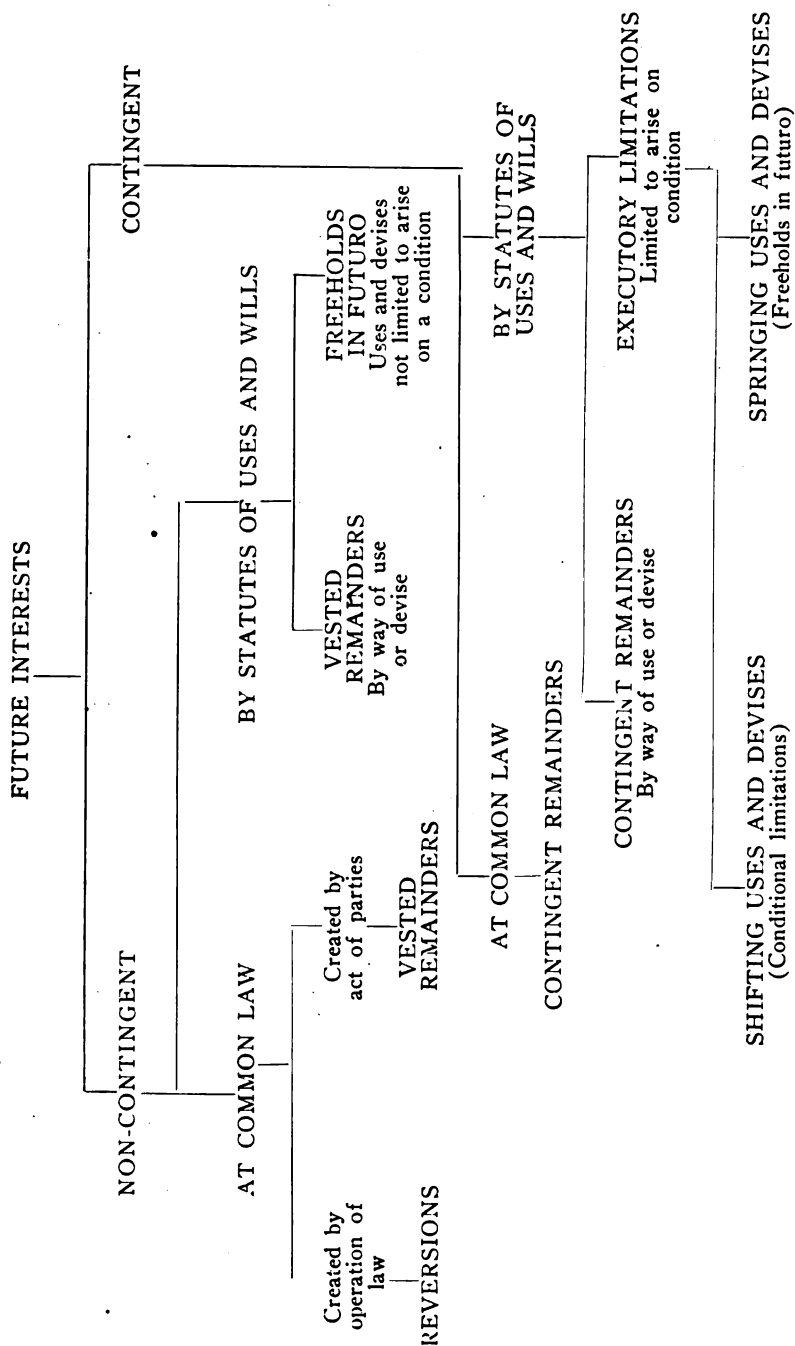 FUTURE INTERESTS
NON-CONTINGENT
CONTINGENT
AT COMMON LAW
BY STATUTES OF USES AND WILLS
Created by
operation of
law
REVERSIONS
Created by
act of parties
VESTED
REMAINDERS
VESTED
REMAINDERS
By way of use
or devise
FREEHOLDS
IN FUTURO
Uses and devises
not limited to arise
on a condition
AT COMMON LAW
CONTINGENT REMAINDERS
BY STATUTES OF
USES AND WILLS
CONTINGENT REMAINDERS
By way of use or devise
EXECUTORY LIMITATIONS
Limited to arise on
condition
SHIFTING USES AND DEVISES
(Conditional limitations)
SPRINGING USES AND DEVISES
(Freeholds in futuro)